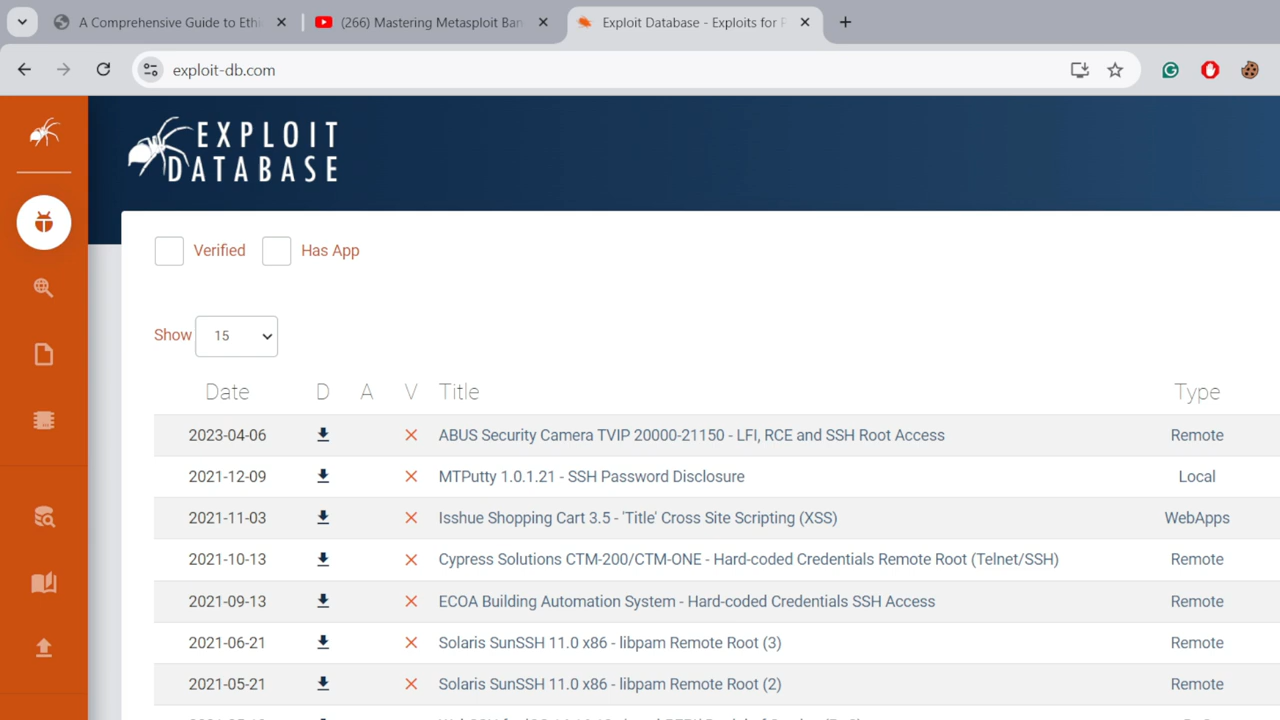 A Comprehensive Guide to Ethi
(266) Mastering Metasploit Ban
Exploit Database - Exploits for P
exploit-db.com
EXPLOIT
DATABASE
Verified
Has App
Show 15
Date D A V Title Type
2023-04-06 ABUS Security Camera TVIP 20000-21150 - LFI, RCE and SSH Root Access Remote
2021-12-09 MTPutty 1.0.1.21 - SSH Password Disclosure Local
2021-11-03 Isshue Shopping Cart 3.5 - 'Title' Cross Site Scripting (XSS) WebApps
2021-10-13 Cypress Solutions CTM-200/CTM-ONE - Hard-coded Credentials Remote Root (Telnet/SSH) Remote
2021-09-13 ECOA Building Automation System - Hard-coded Credentials SSH Access Remote
2021-06-21 Solaris SunSSH 11.0 x86 - libpam Remote Root (3) Remote
2021-05-21 Solaris SunSSH 11.0 x86 - libpam Remote Root (2) Remote